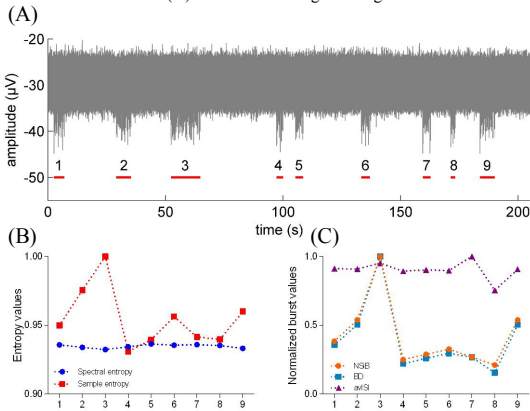 (A)
-20
-30
-40
-50
amplitude (µV)
1 2 3 4 5 6 7 8 9
0 50 100 150 200
time (s)
(B)
1.00
0.95
0.90
Entropy values
Spectral entropy
Sample entropy
1 2 3 4 5 6 7 8 9
(C)
1.0
0.5
0.0
Normalized burst values
NSIB
BD
avISI
1 2 3 4 5 6 7 8 9